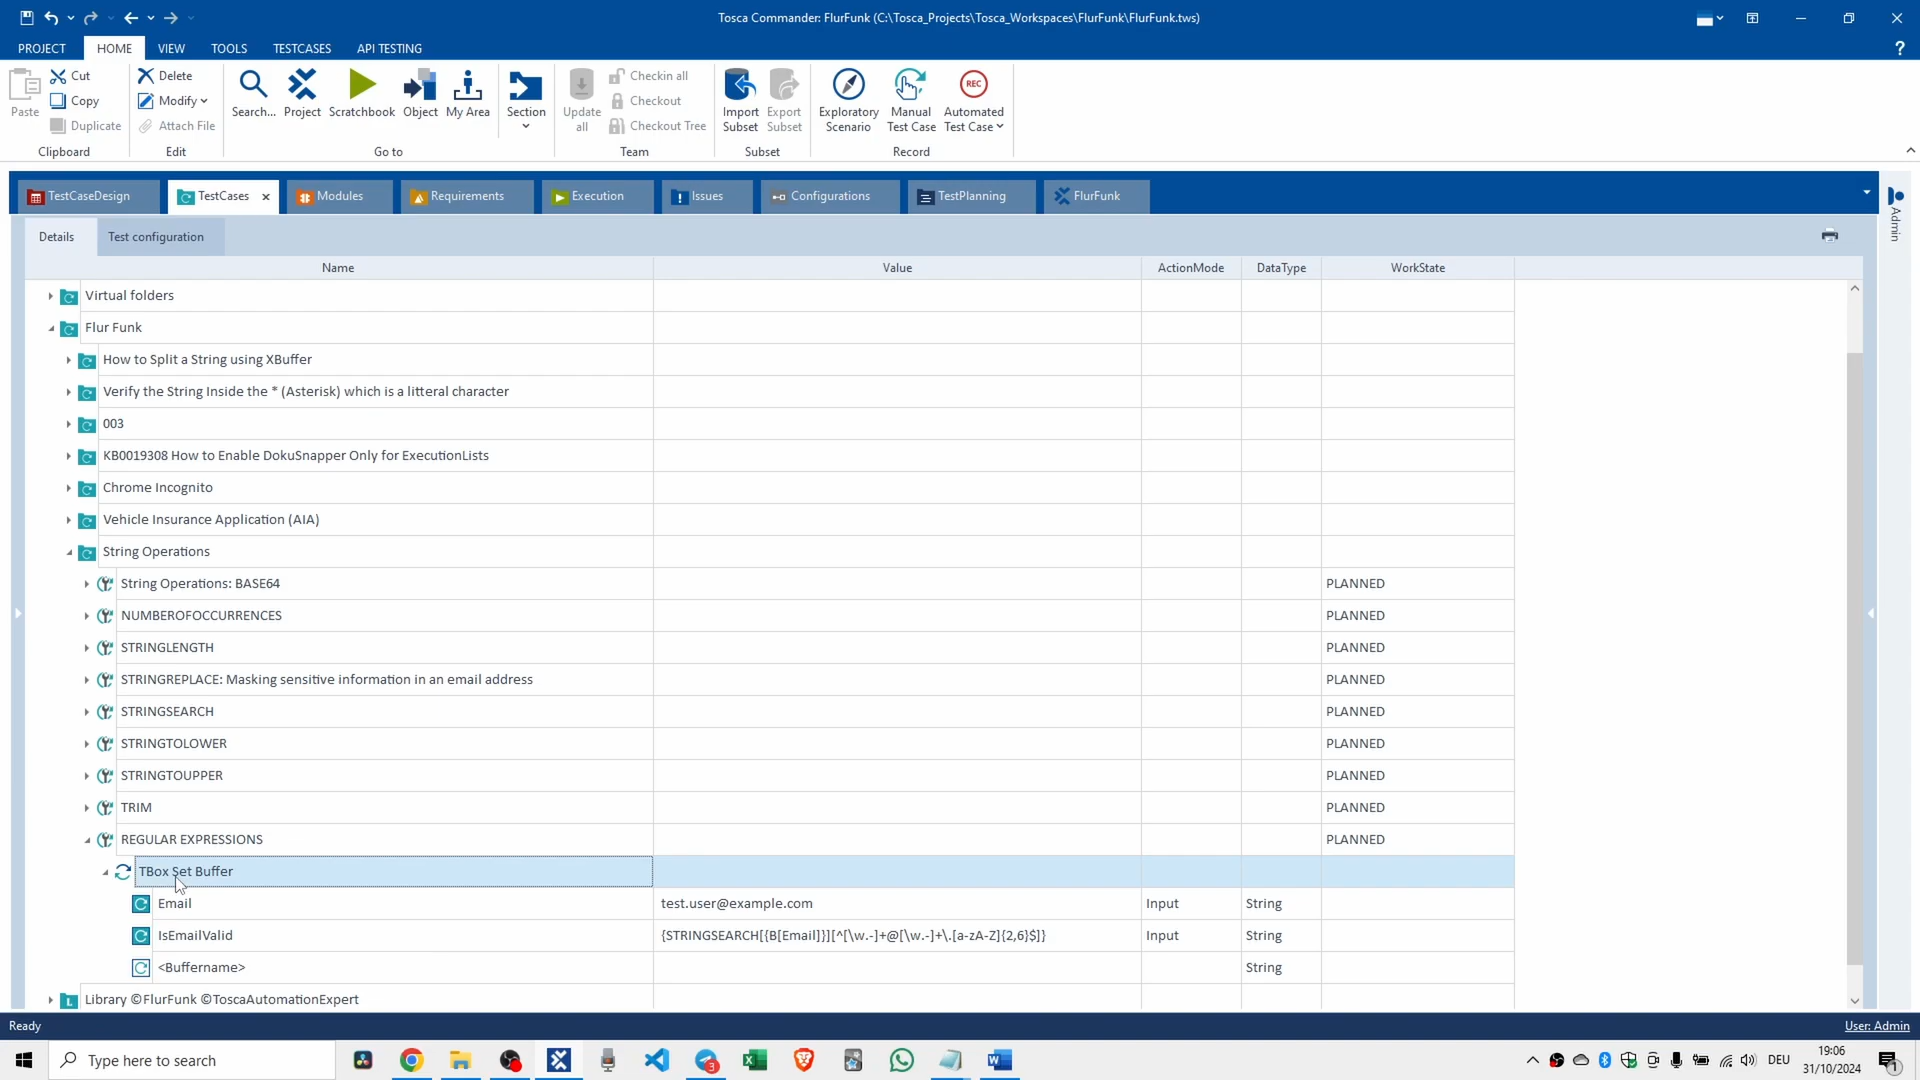 Tosca Commander: FlurFunk (C:\Tosca_Projects\Tosca_Workspaces\FlurFunk\FlurFunk.tws)
PROJECT HOME VIEW TOOLS TESTCASES API TESTING
Paste
Cut
Copy
Duplicate
Clipboard
Delete
Modify
Attach File
Edit
Search...
Project
Scratchbook
Object
My Area
Go to
Section
Update all
Checkin all
Checkout
Checkout Tree
Team
Import Subset
Export Subset
Subset
Exploratory Scenario
Manual Test Case
REC
Automated Test Case
Record
TestCaseDesign TestCases Modules Requirements Execution Issues Configurations TestPlanning FlurFunk
Admin
Details Test configuration
Name Value ActionMode DataType WorkState
Virtual folders
Flur Funk
How to Split a String using XBuffer
Verify the String Inside the * (Asterisk) which is a litteral character
003
KB0019308 How to Enable DokuSnapper Only for ExecutionLists
Chrome Incognito
Vehicle Insurance Application (AIA)
String Operations
String Operations: BASE64 PLANNED
NUMBEROFOCCURRENCES PLANNED
STRINGLENGTH PLANNED
STRINGREPLACE: Masking sensitive information in an email address PLANNED
STRINGSEARCH PLANNED
STRINGTOLOWER PLANNED
STRINGTOUPPER PLANNED
TRIM PLANNED
REGULAR EXPRESSIONS PLANNED
TBox Set Buffer
Email test.user@example.com Input String
IsEmailValid {STRINGSEARCH[{B[Email]}][^[\w.-]+@[\w.-]+\.[a-zA-Z]{2,6}$]} Input String
<Buffername> String
Library ©FlurFunk ©ToscaAutomationExpert
Ready User: Admin
Type here to search
3
DEU
19:06
31/10/2024
1